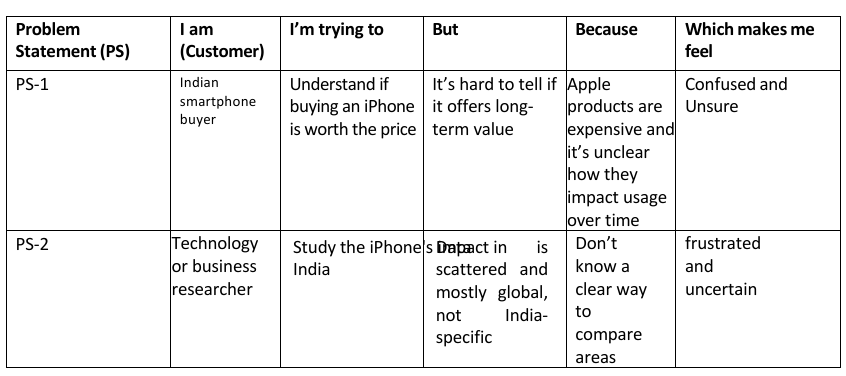 Problem Statement (PS)
I am (Customer)
I’m trying to
But
Because
Which makes me feel
PS-1
Indian
smartphone
buyer
Understand if
buying an iPhone
is worth the price
It’s hard to tell if
it offers long-
term value
Apple
products are
expensive and
it’s unclear
how they
impact usage
over time
Confused and
Unsure
PS-2
Technology
or business
researcher
Study the iPhone's impact in
India
Data is
scattered and
mostly global,
not India-
specific
Don’t
know a
clear way
to
compare
areas
frustrated
and
uncertain